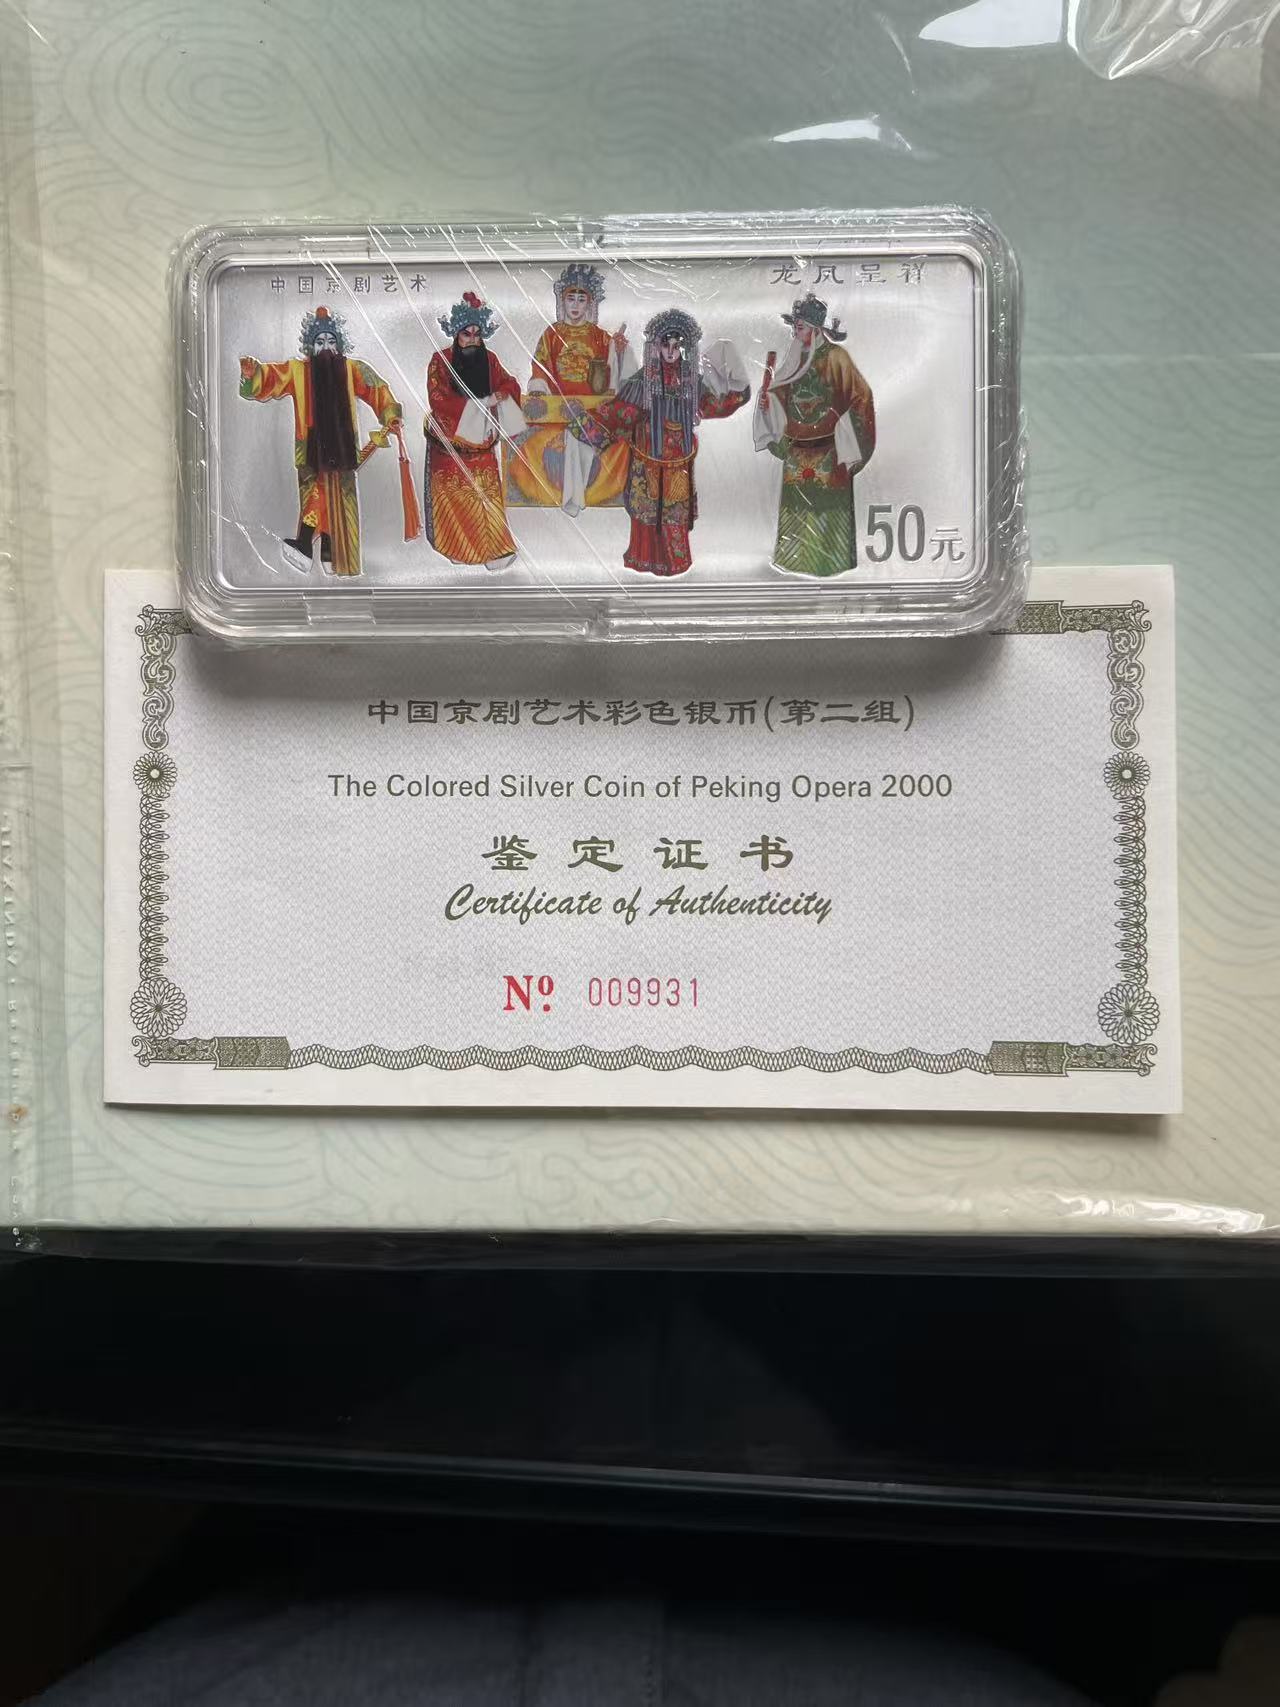 中国京剧艺术
龙凤呈祥
50元
中国京剧艺术彩色银币(第二组)
The Colored Silver Coin of Peking Opera 2000
鉴定证书
Certificate of Authenticity
Nº. 009931